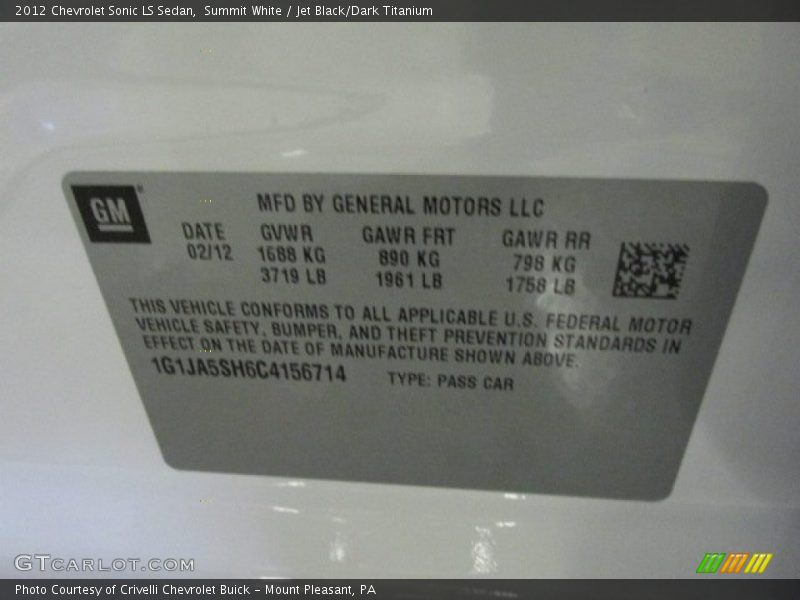 2012 Chevrolet Sonic LS Sedan,  Summit White / Jet Black/Dark Titanium
GM
MFD BY GENERAL MOTORS LLC
DATE GVWR GAWR FRT GAWR RR
02/12 1688 KG 890 KG 798 KG
3719 LB 1961 LB 1758 LB
THIS VEHICLE CONFORMS TO ALL APPLICABLE U.S. FEDERAL MOTOR
VEHICLE SAFETY, BUMPER, AND THEFT PREVENTION STANDARDS IN
EFFECT ON THE DATE OF MANUFACTURE SHOWN ABOVE.
1G1JA5SH6C4156714 TYPE: PASS CAR
GTCARLOT.COM
Photo Courtesy of Crivelli Chevrolet Buick – Mount Pleasant, PA